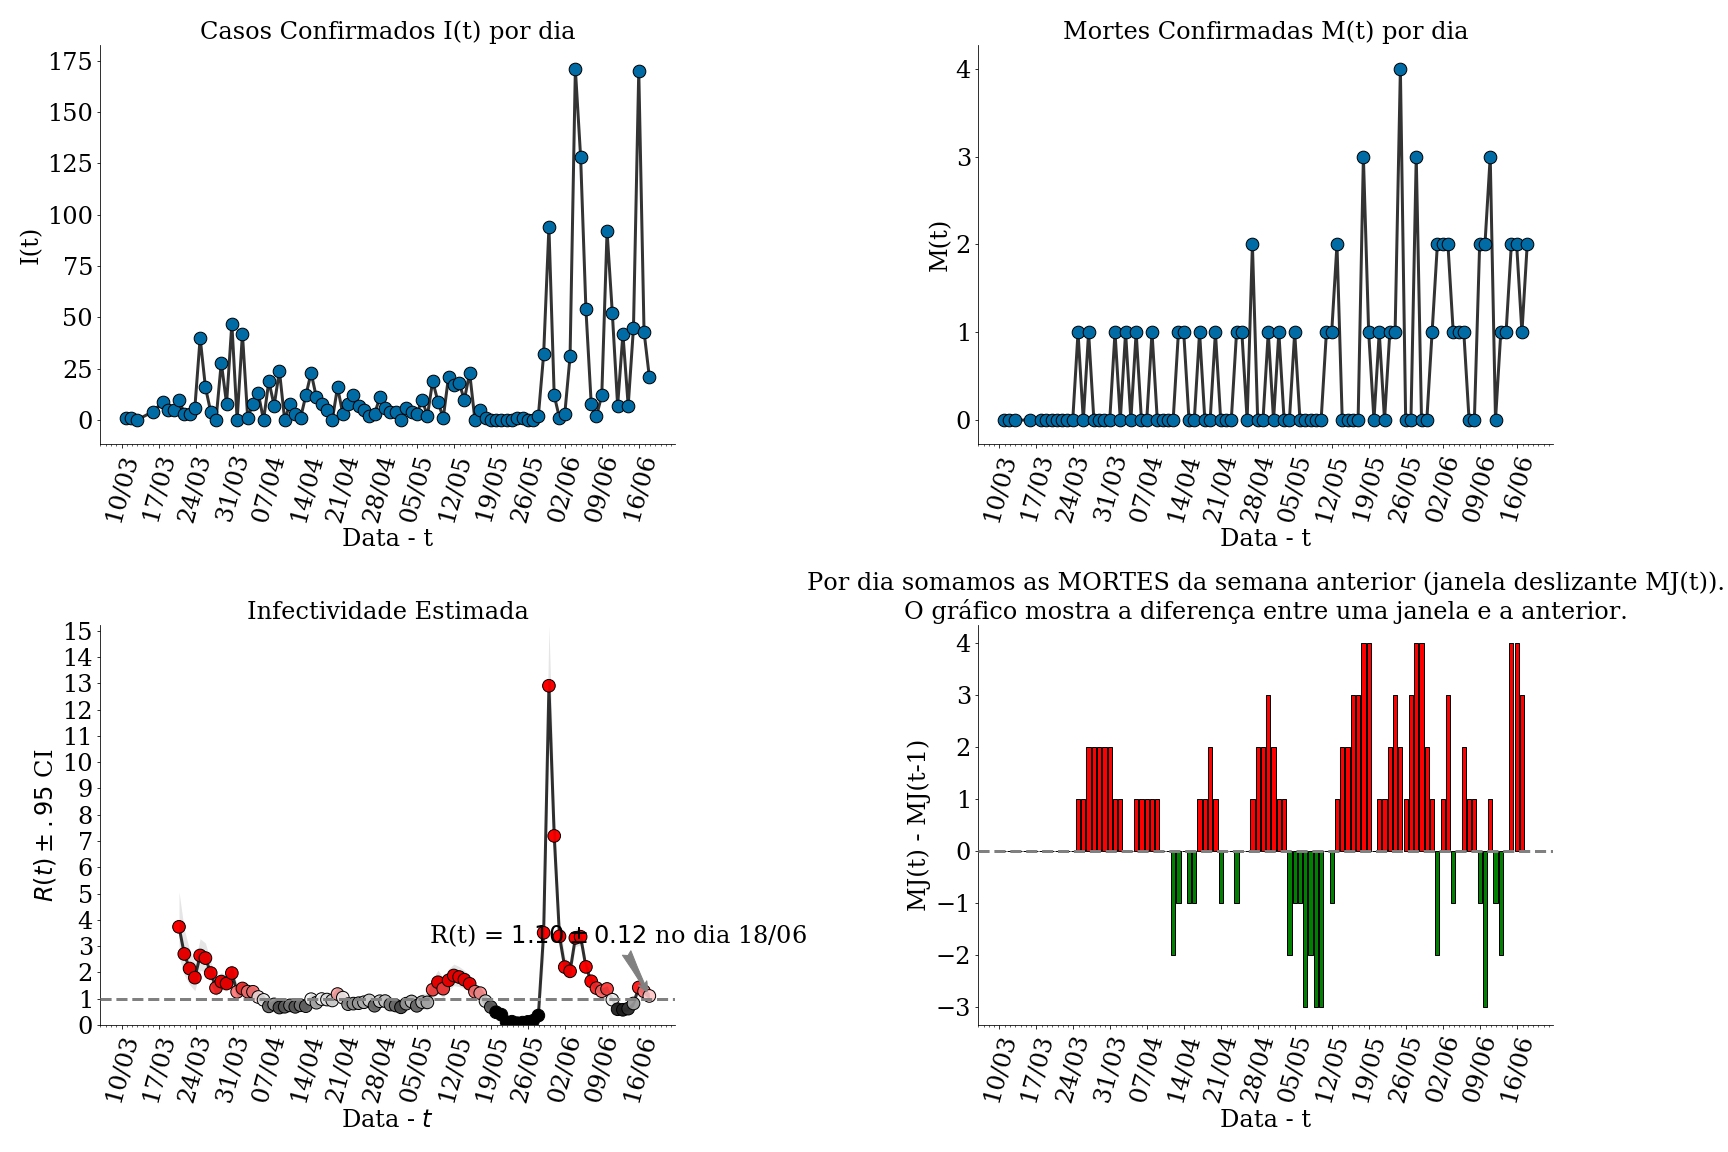 Casos Confirmados I(t) por dia
I(t)
175
150
125
100
75
50
25
0
10/03 17/03 24/03 31/03 07/04 14/04 21/04 28/04 05/05 12/05 19/05 26/05 02/06 09/06 16/06
Data - t
Mortes Confirmadas M(t) por dia
M(t)
4
3
2
1
0
10/03 17/03 24/03 31/03 07/04 14/04 21/04 28/04 05/05 12/05 19/05 26/05 02/06 09/06 16/06
Data - t
Infectividade Estimada
R(t) ± .95 CI
15
14
13
12
11
10
9
8
7
6
5
4
3
2
1
0
R(t) = 1.10 ± 0.12 no dia 18/06
10/03 17/03 24/03 31/03 07/04 14/04 21/04 28/04 05/05 12/05 19/05 26/05 02/06 09/06 16/06
Data - t
Por dia somamos as MORTES da semana anterior (janela deslizante MJ(t)).
O gráfico mostra a diferença entre uma janela e a anterior.
MJ(t) - MJ(t-1)
4
3
2
1
0
−1
−2
−3
10/03 17/03 24/03 31/03 07/04 14/04 21/04 28/04 05/05 12/05 19/05 26/05 02/06 09/06 16/06
Data - t